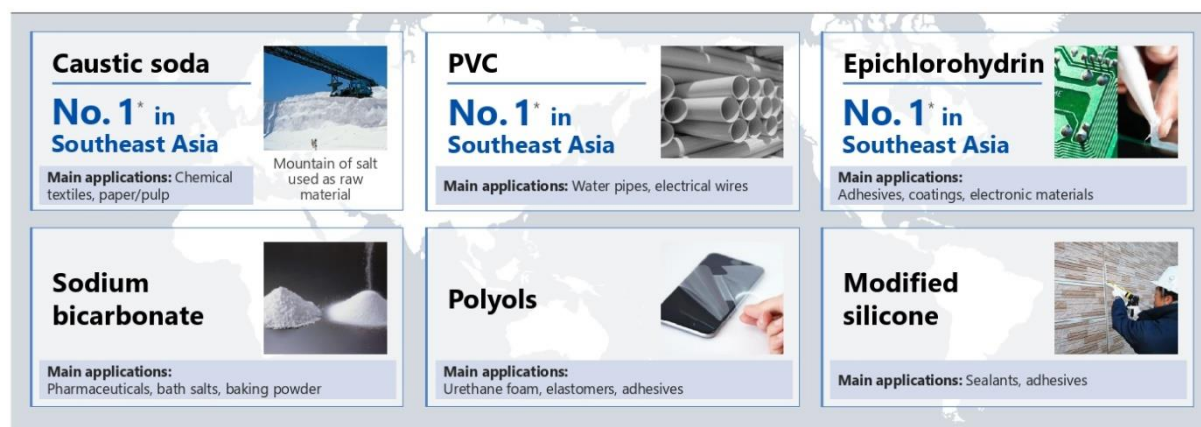 Caustic soda
No. 1* in
Southeast Asia
Mountain of salt
used as raw
material
Main applications: Chemical
textiles, paper/pulp
PVC
No. 1* in
Southeast Asia
Main applications: Water pipes, electrical wires
Epichlorohydrin
No. 1* in
Southeast Asia
Main applications:
Adhesives, coatings, electronic materials
Sodium
bicarbonate
Main applications:
Pharmaceuticals, bath salts, baking powder
Polyols
Main applications:
Urethane foam, elastomers, adhesives
Modified
silicone
Main applications: Sealants, adhesives